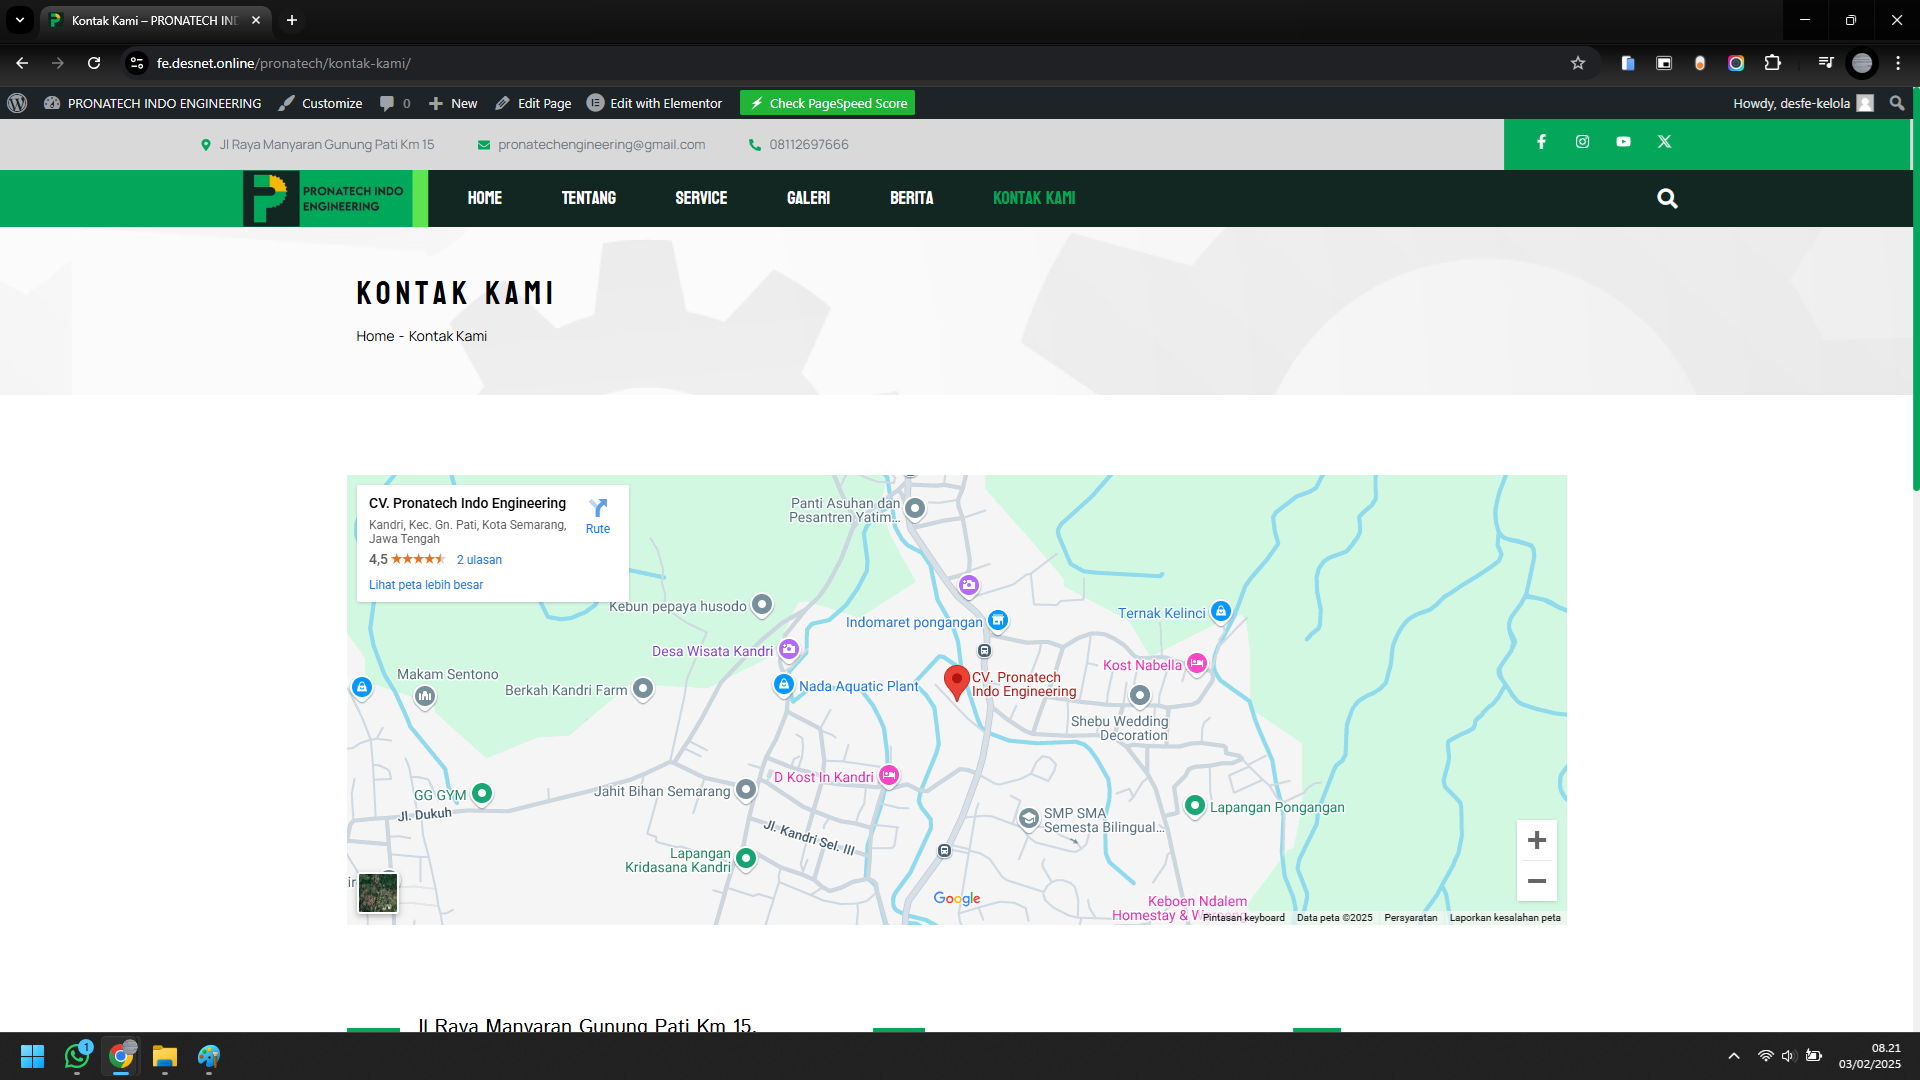 Kontak Kami – PRONATECH IND
fe.desnet.online/pronatech/kontak-kami/
PRONATECH INDO ENGINEERING
Customize
0
New
Edit Page
Edit with Elementor
Check PageSpeed Score
Howdy, desfe-kelola
Jl Raya Manyaran Gunung Pati Km 15
pronatechengineering@gmail.com
08112697666
PRONATECH INDO
ENGINEERING
HOME
TENTANG
SERVICE
GALERI
BERITA
KONTAK KAMI
KONTAK KAMI
Home - Kontak Kami
CV. Pronatech Indo Engineering
Kandri, Kec. Gn. Pati, Kota Semarang,
Jawa Tengah
4,5
2 ulasan
Lihat peta lebih besar
Rute
Panti Asuhan dan
Pesantren Yatim...
Kebun pepaya husodo
Indomaret pongangan
Ternak Kelinci
Desa Wisata Kandri
Kost Nabella
Makam Sentono
Berkah Kandri Farm
Nada Aquatic Plant
CV. Pronatech
Indo Engineering
Shebu Wedding
Decoration
D Kost In Kandri
Jahit Bihan Semarang
GG GYM
Jl. Dukuh
Jl. Kandri Sel. III
SMP SMA
Semesta Bilingual...
Lapangan Pongangan
Lapangan
Kridasana Kandri
Google
Keboen Ndalem
Homestay & W
Pintasan keyboard
Data peta ©2025
Persyaratan
Laporkan kesalahan peta
Jl Raya Manyaran Gunung Pati Km 15,
1
08.21
03/02/2025